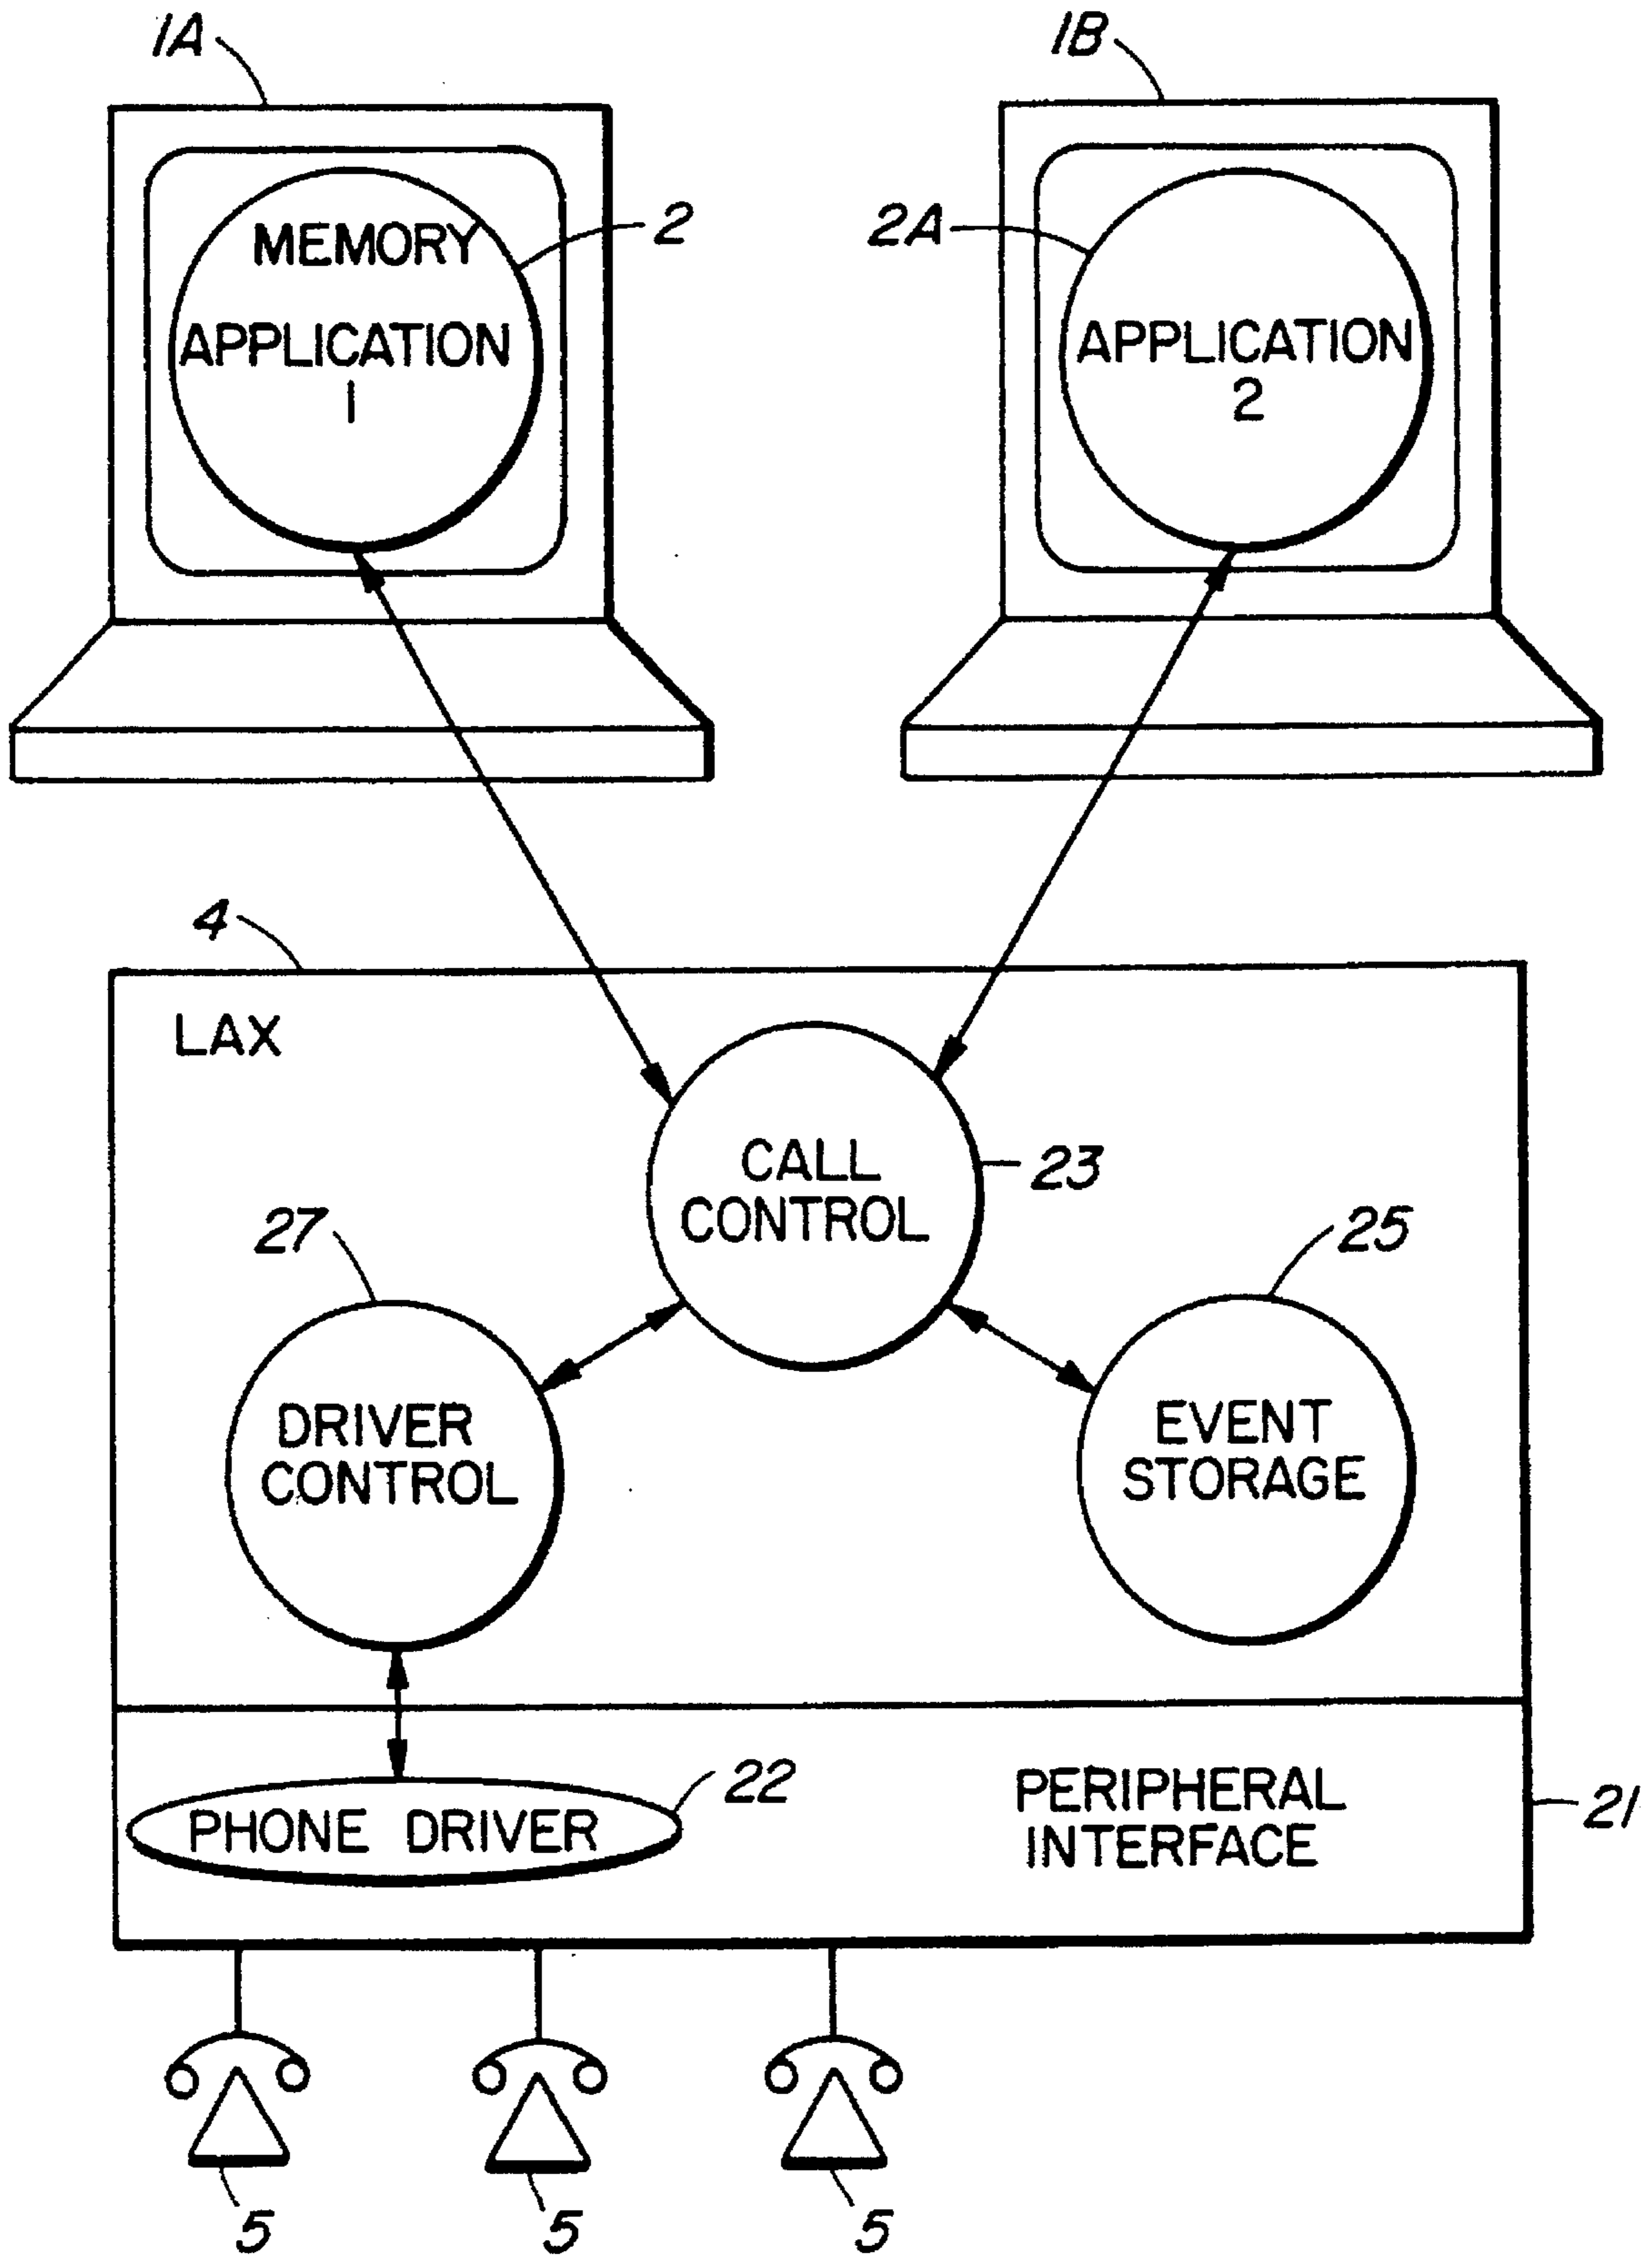 1A
1B
MEMORY
2
2A
APPLICATION
1
APPLICATION
2
4
LAX
CALL
CONTROL
23
27
25
DRIVER
CONTROL
EVENT
STORAGE
PHONE DRIVER
22
PERIPHERAL
INTERFACE
21
5
5
5